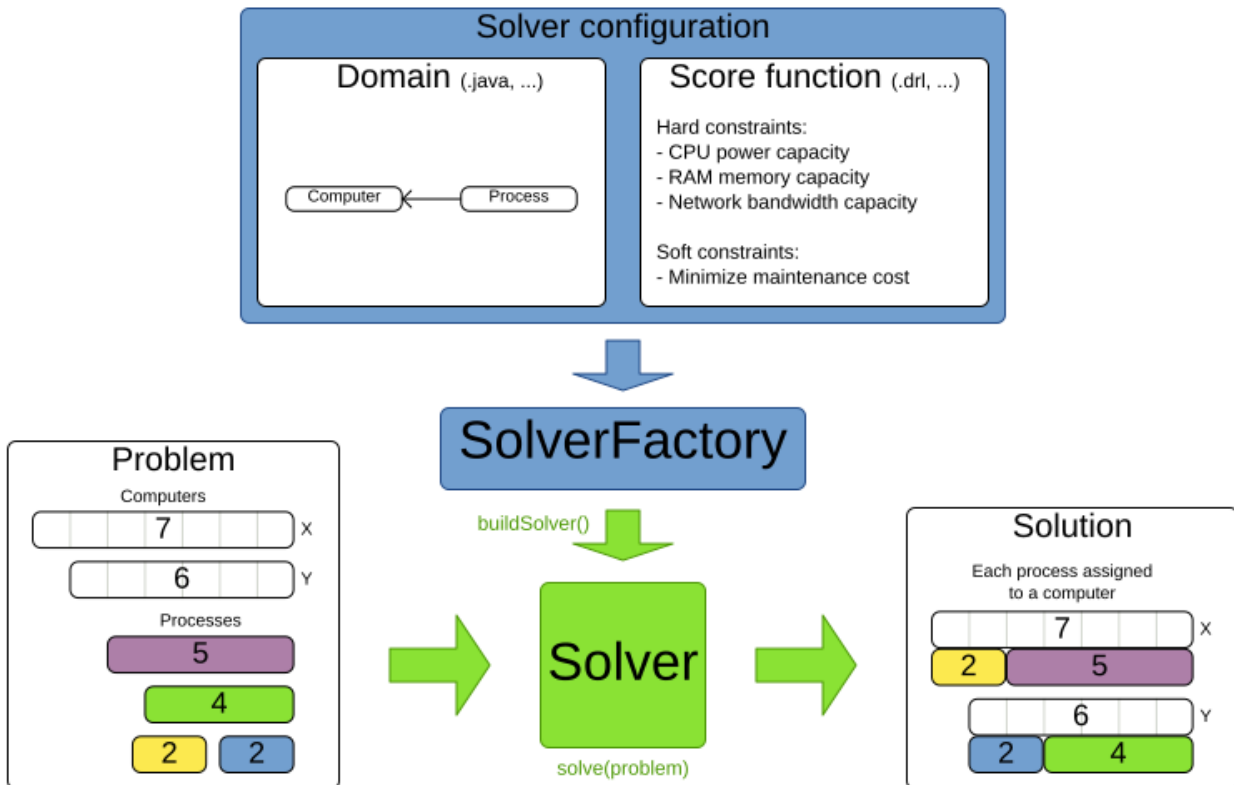 Solver configuration
Domain (.java, ...)
Computer
Process
Score function (.drl, ...)
Hard constraints:
- CPU power capacity
- RAM memory capacity
- Network bandwidth capacity
Soft constraints:
- Minimize maintenance cost
SolverFactory
buildSolver()
Problem
Computers
7 X
6 Y
Processes
5
4
2 2
Solver
solve(problem)
Solution
Each process assigned
to a computer
7 X
2 5
6 Y
2 4